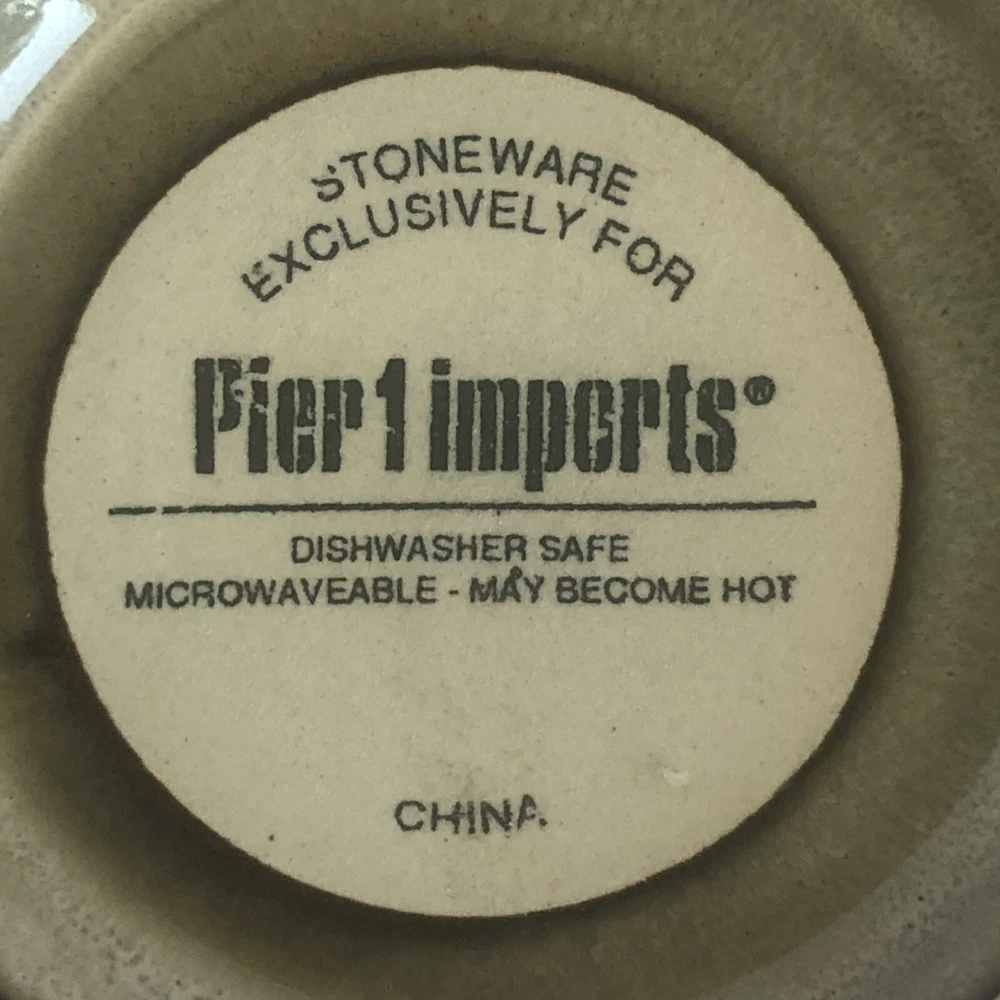 STONEWARE
EXCLUSIVELY FOR
Pier 1 imports®
DISHWASHER SAFE
MICROWAVEABLE - MAY BECOME HOT
CHINA